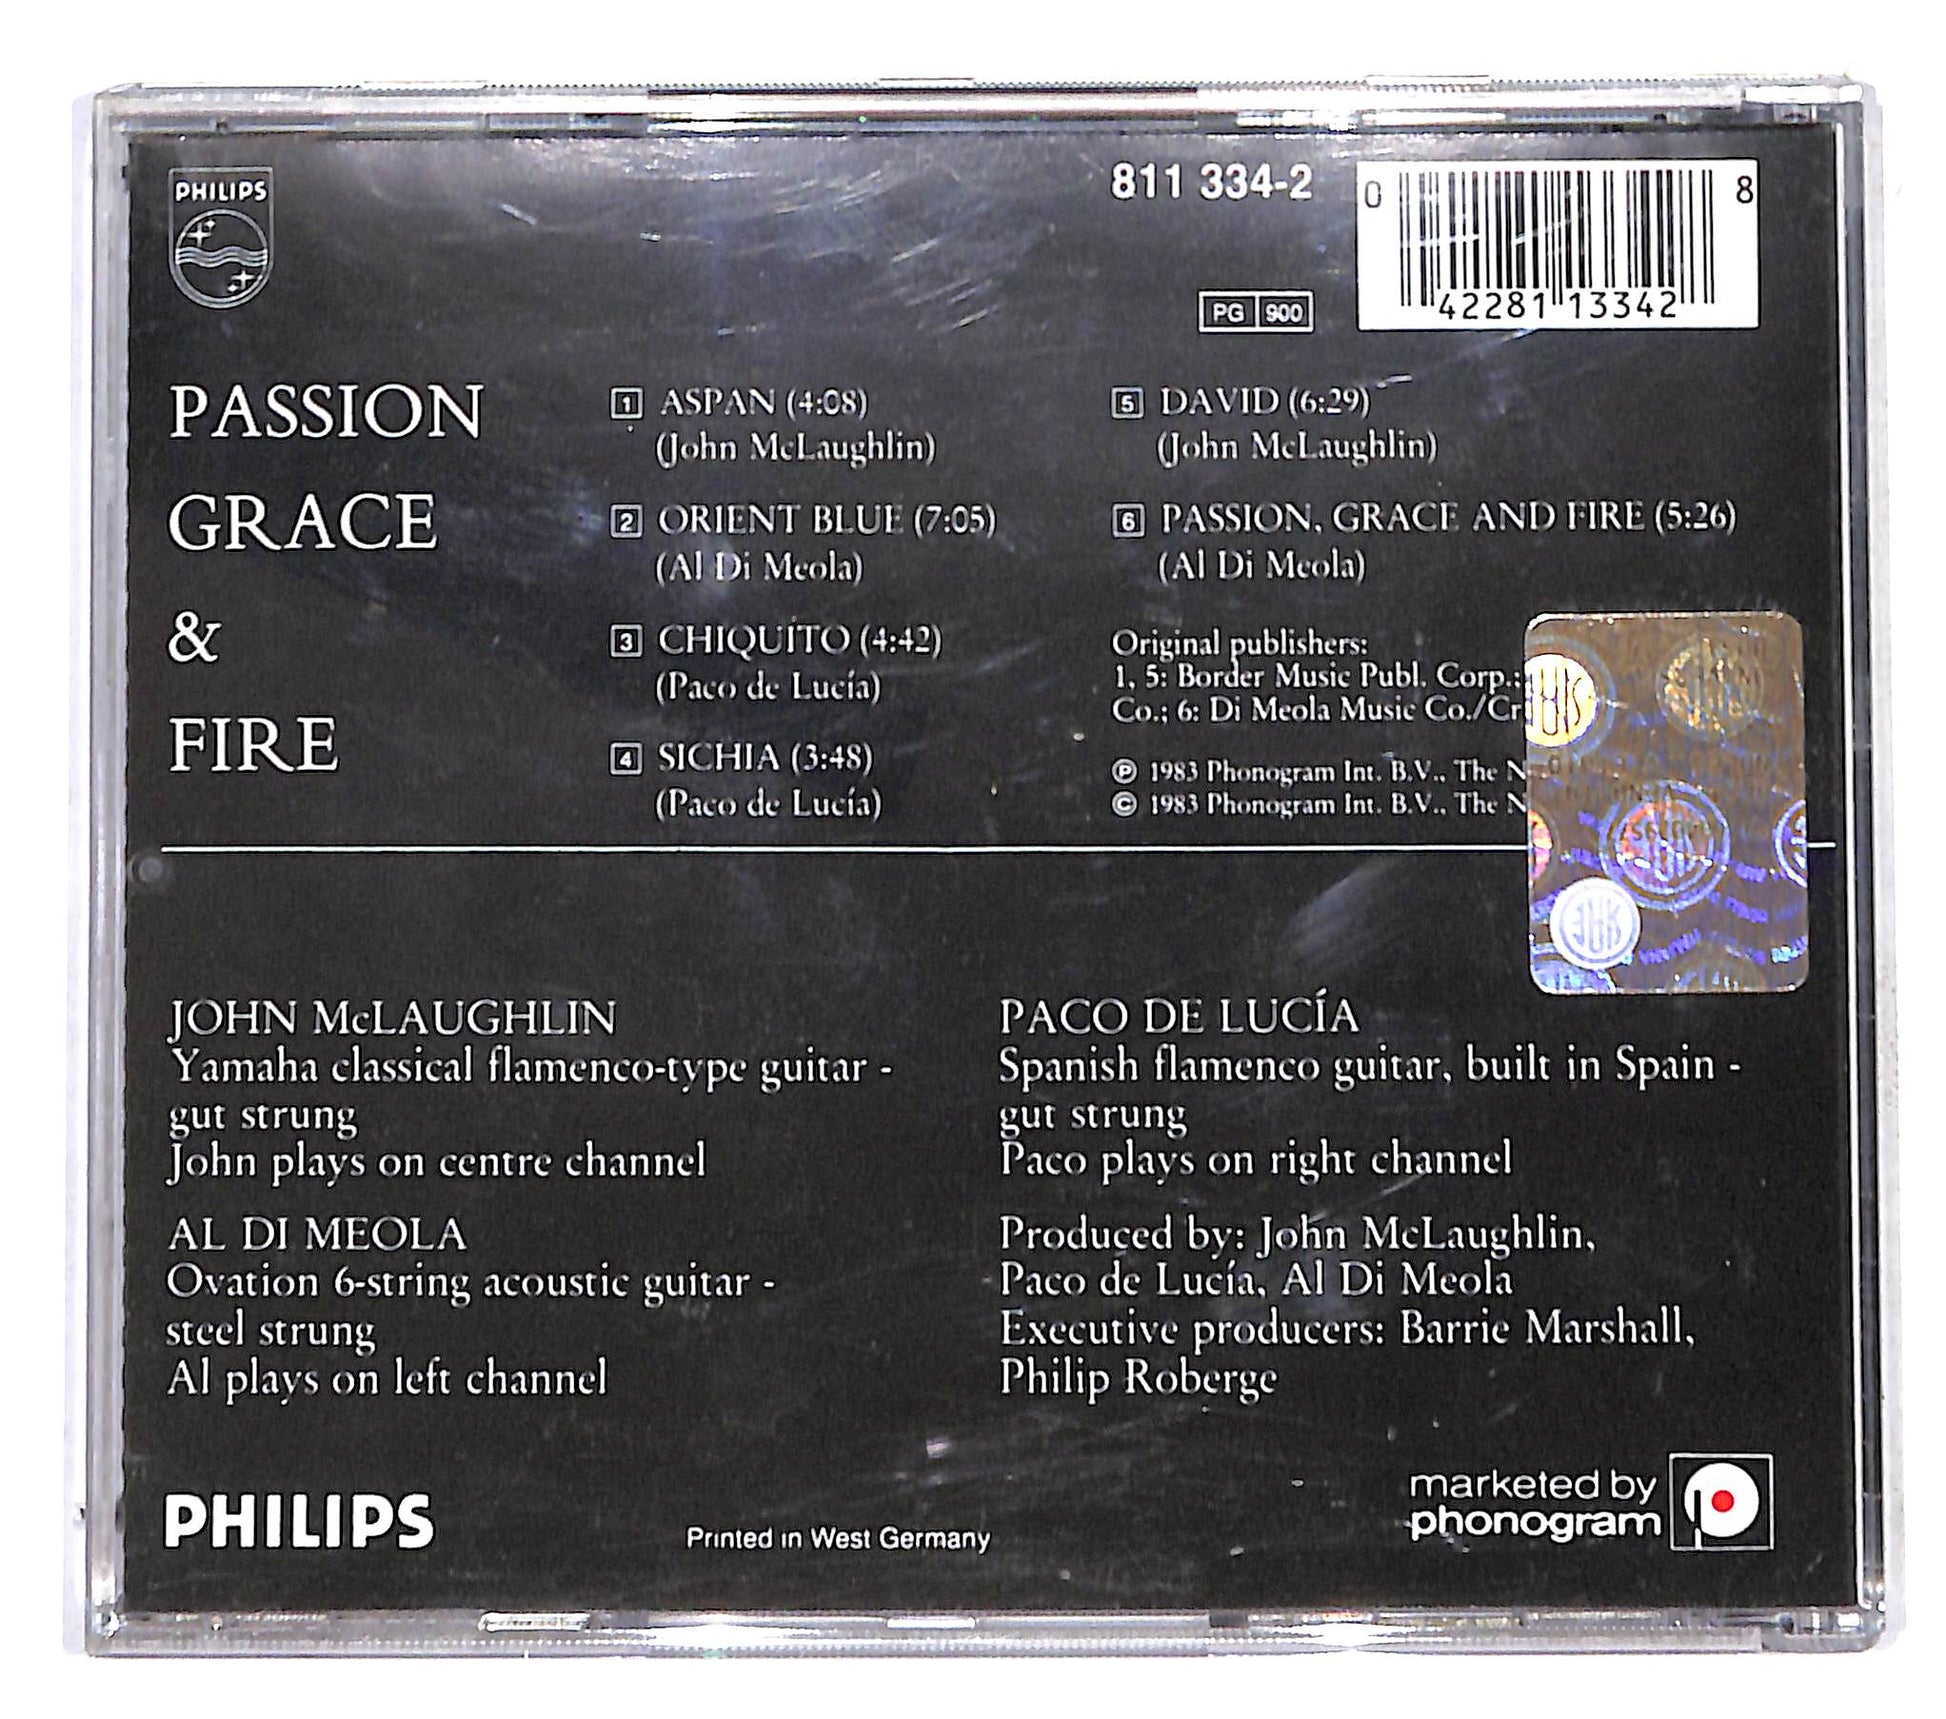 PHILIPS
811 334-2
0 42281 13342 8
PG 900
PASSION
GRACE
&
FIRE
1 ASPAN (4:08)
(John McLaughlin)
2 ORIENT BLUE (7:05)
(Al Di Meola)
3 CHIQUÍTO (4:42)
(Paco de Lucía)
4 SICHIA (3:48)
(Paco de Lucía)
5 DAVID (6:29)
(John McLaughlin)
6 PASSION, GRACE AND FIRE (5:26)
(Al Di Meola)
Original publishers:
1, 5: Border Music Publ. Corp.;
Co.; 6: Di Meola Music Co./Cr
℗ 1983 Phonogram Int. B.V., The N
© 1983 Phonogram Int. B.V., The N
SIAE
JOHN McLAUGHLIN
Yamaha classical flamenco-type guitar -
gut strung
John plays on centre channel
AL DI MEOLA
Ovation 6-string acoustic guitar -
steel strung
Al plays on left channel
PACO DE LUCÍA
Spanish flamenco guitar, built in Spain -
gut strung
Paco plays on right channel
Produced by: John McLaughlin,
Paco de Lucía, Al Di Meola
Executive producers: Barrie Marshall,
Philip Roberge
PHILIPS
Printed in West Germany
marketed by
phonogram